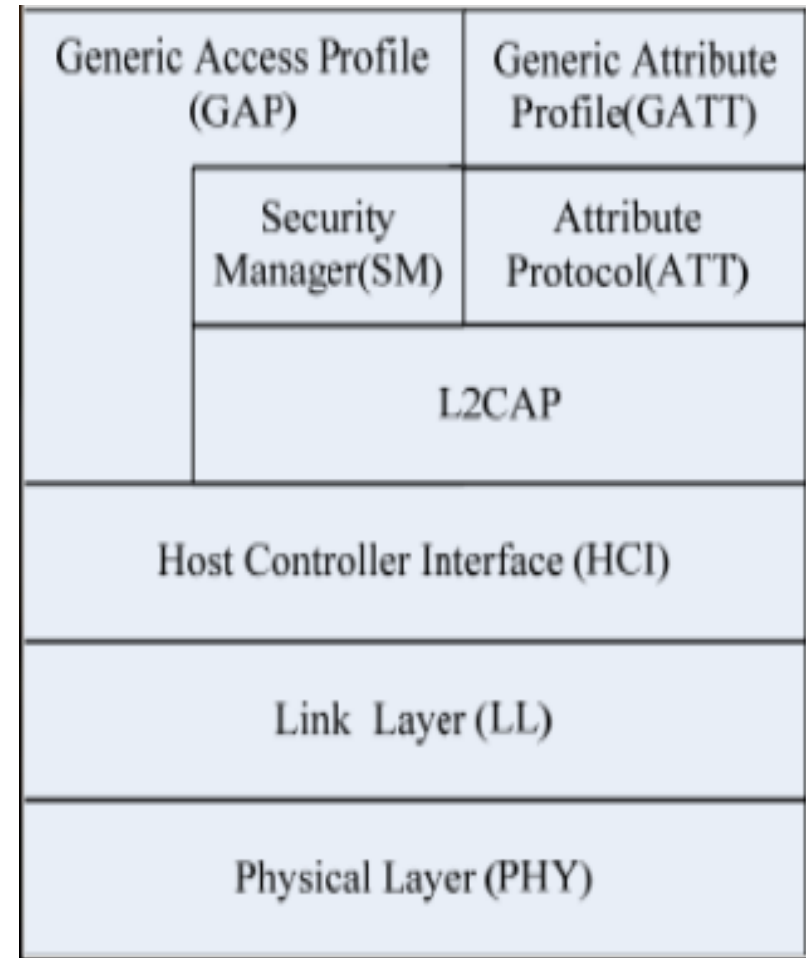 Generic Access Profile
(GAP)
Generic Attribute
Profile(GATT)
Security
Manager(SM)
Attribute
Protocol(ATT)
L2CAP
Host Controller Interface (HCI)
Link Layer (LL)
Physical Layer (PHY)